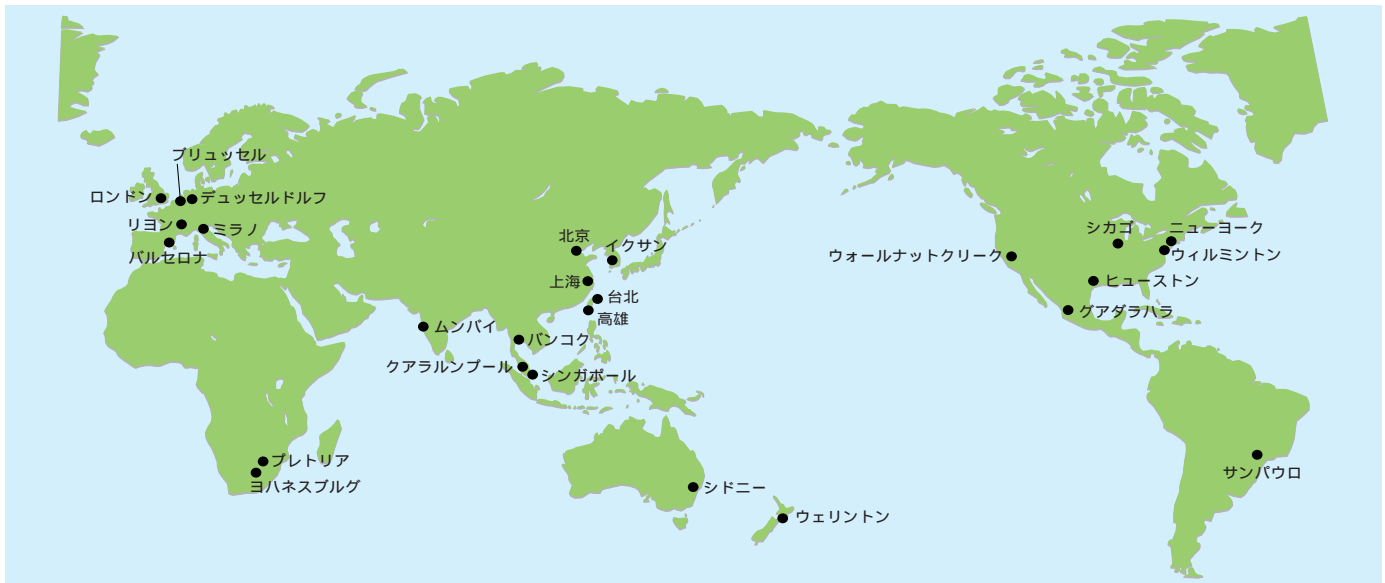 ブリュッセル
ロンドン
デュッセルドルフ
リヨン
ミラノ
バルセロナ
北京
イクサン
上海
台北
高雄
ムンバイ
バンコク
クアラルンプール
シンガポール
プレトリア
ヨハネスブルグ
シドニー
ウェリントン
シカゴ
ニューヨーク
ウォールナットクリーク
ウィルミントン
ヒューストン
グアダラハラ
サンパウロ